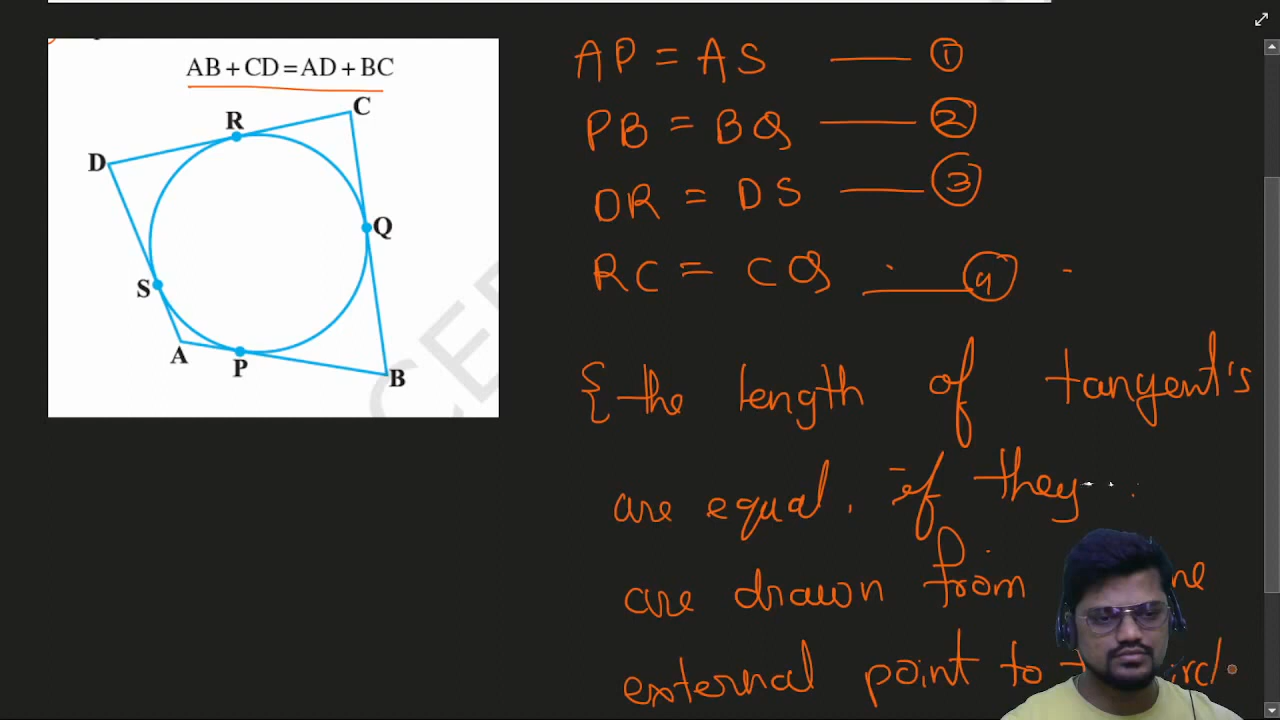 AB + CD = AD + BC
R
C
D
Q
S
A
P
B
AP = AS —— ①
PB = BQ —— ②
DR = DS —— ③
RC = CQ —— ④
{ the length of tangent's
are equal. if they
are drawn from
external point to